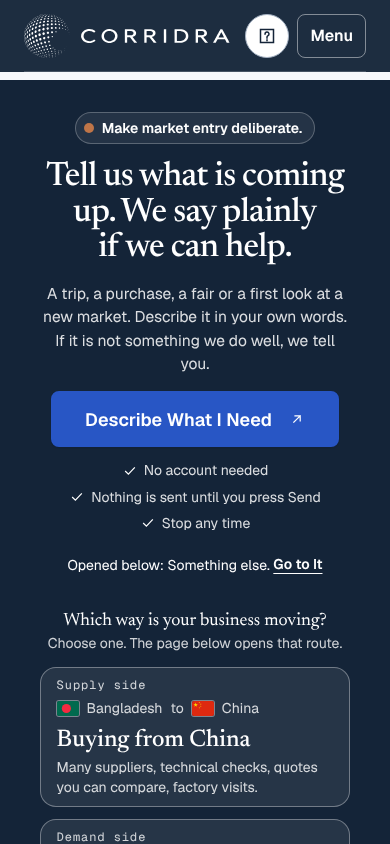 CORRIDRA
?
Menu
Make market entry deliberate.
Tell us what is coming
up. We say plainly
if we can help.
A trip, a purchase, a fair or a first look at a
new market. Describe it in your own words.
If it is not something we do well, we tell
you.
Describe What I Need
No account needed
Nothing is sent until you press Send
Stop any time
Opened below: Something else. Go to It
Which way is your business moving?
Choose one. The page below opens that route.
Supply side
Bangladesh to China
Buying from China
Many suppliers, technical checks, quotes
you can compare, factory visits.
Demand side